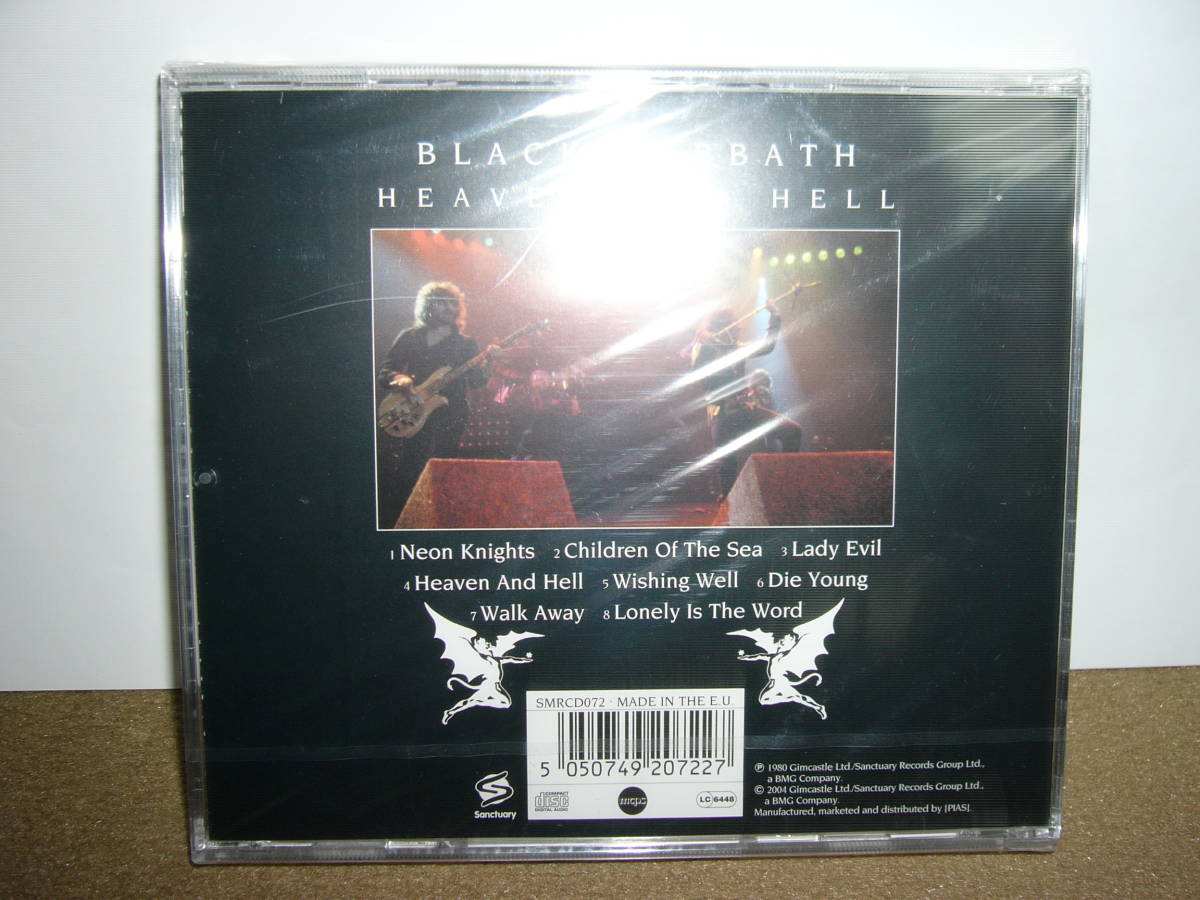 BLACK SABBATH
HEAVEN HELL
1 Neon Knights 2 Children Of The Sea 3 Lady Evil
4 Heaven And Hell 5 Wishing Well 6 Die Young
7 Walk Away 8 Lonely Is The Word
SMRCD072 · MADE IN THE E.U.
5 050749 207227
Sanctuary
COMPACT
disc
DIGITAL AUDIO
mcps
LC 6448
℗ 1980 Gimcastle Ltd./Sanctuary Records Group Ltd.,
a BMG Company.
© 2004 Gimcastle Ltd./Sanctuary Records Group Ltd.,
a BMG Company.
Manufactured, marketed and distributed by [PIAS].